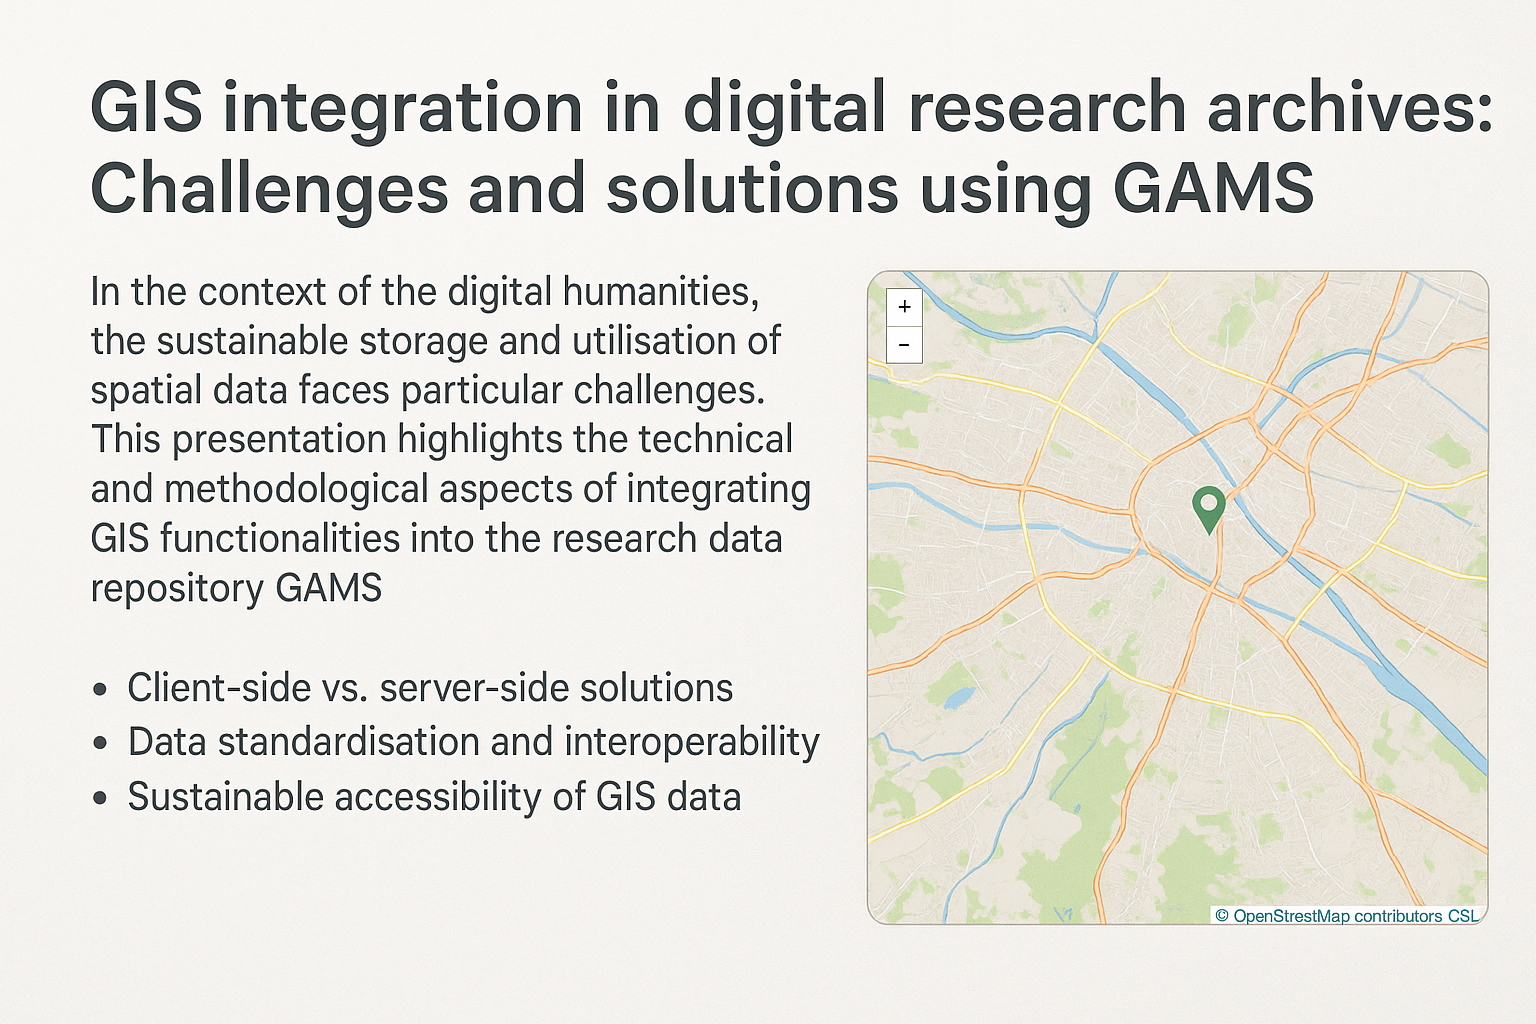 GIS integration in digital research archives:
Challenges and solutions using GAMS
In the context of the digital humanities,
the sustainable storage and utilisation of
spatial data faces particular challenges.
This presentation highlights the technical
and methodological aspects of integrating
GIS functionalities into the research data
repository GAMS
• Client-side vs. server-side solutions
• Data standardisation and interoperability
• Sustainable accessibility of GIS data
+
−
© OpenStrestMap contributors CSL